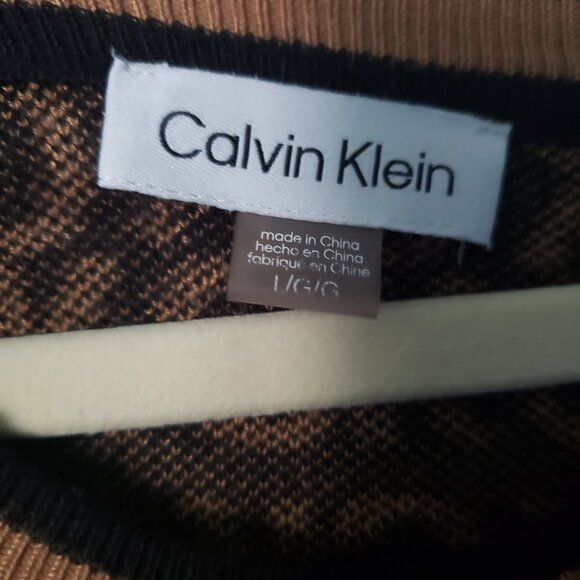 Calvin Klein
made in China
hecho en China
fabriqué en Chine
L/G/G